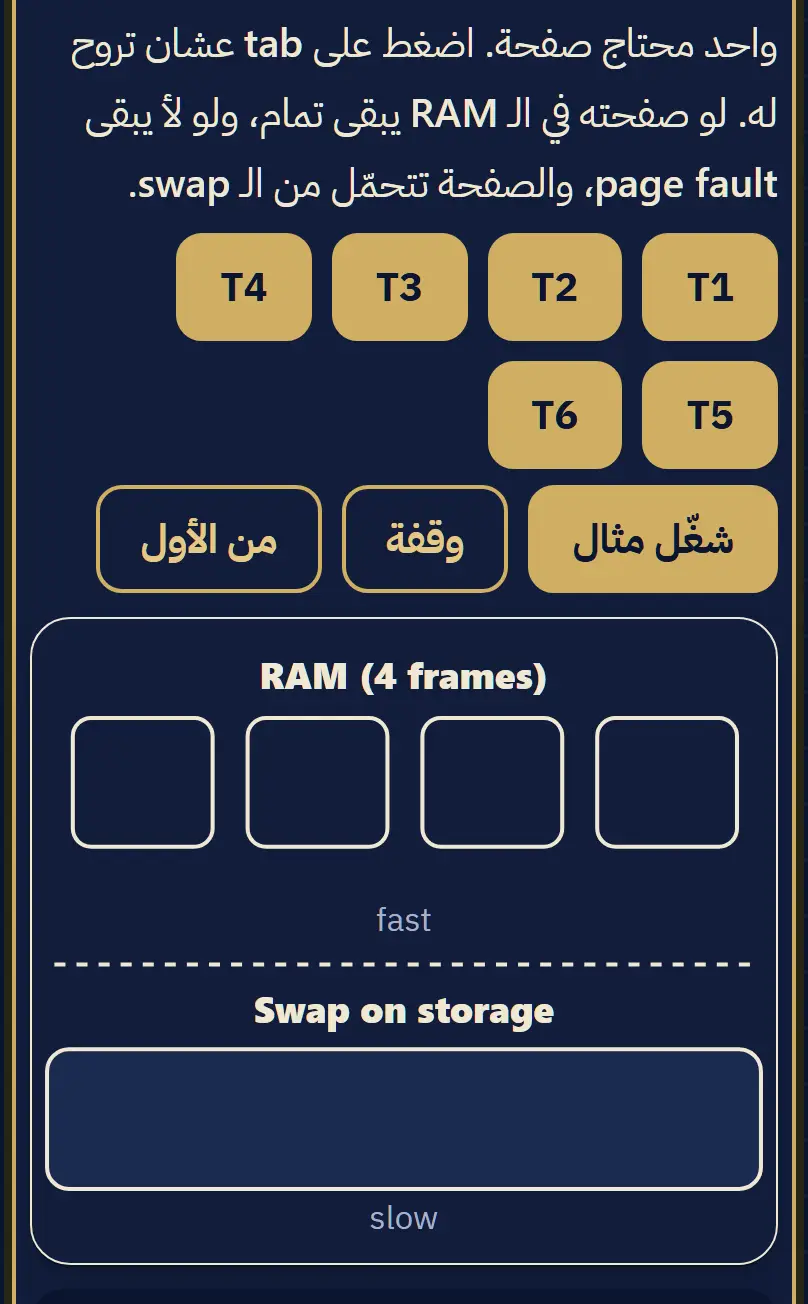 واحد محتاج صفحة. اضغط على tab عشان تروح
له. لو صفحته في الـ RAM يبقى تمام، ولو لأ يبقى
page fault، والصفحة تتحمّل من الـ swap.
T1 T2 T3 T4
T5 T6
شغّل مثال وقفة من الأول
RAM (4 frames)
fast
Swap on storage
slow